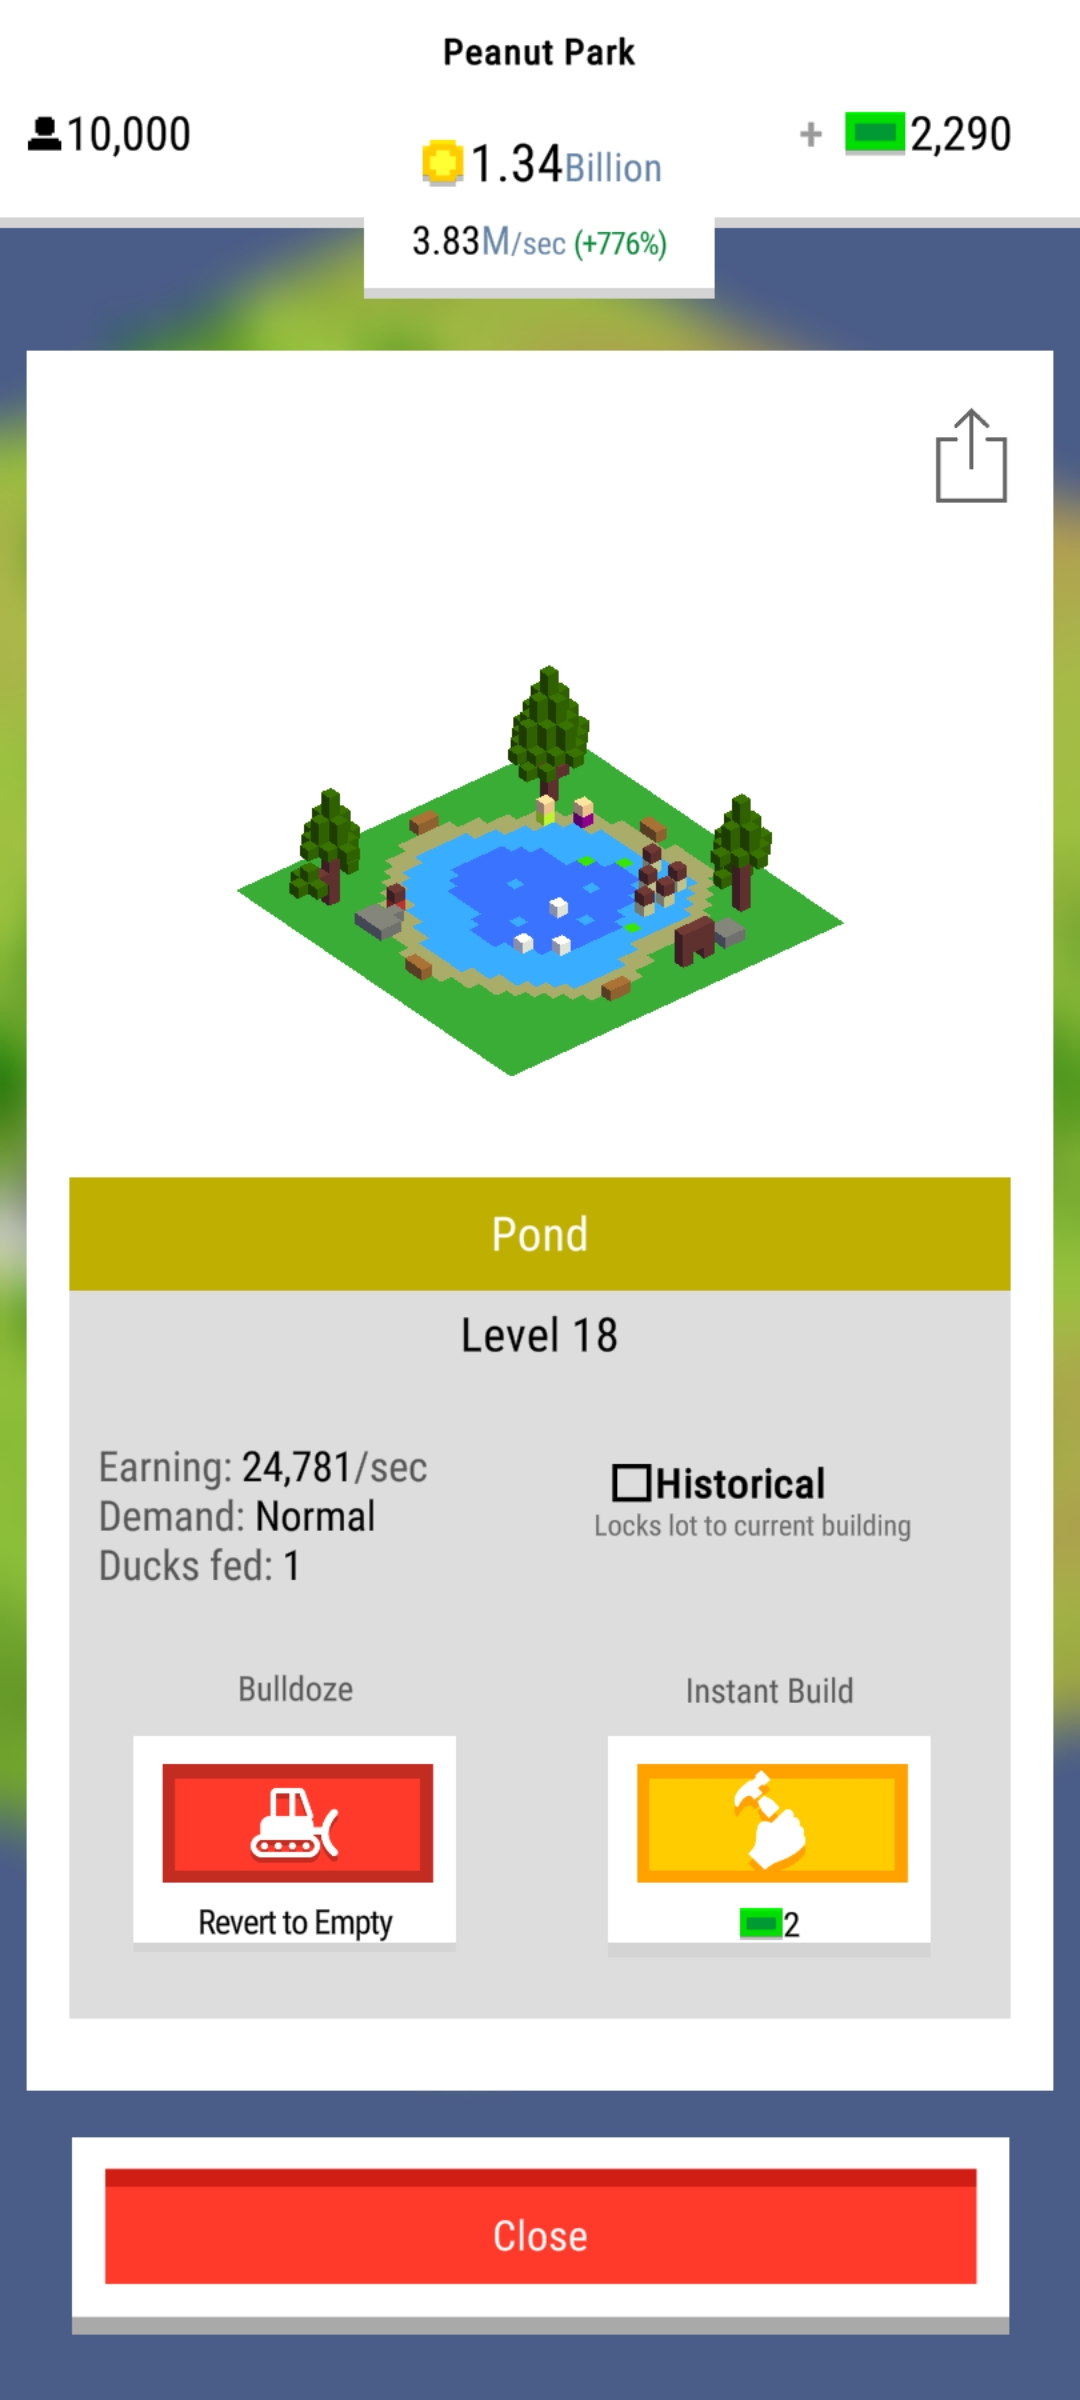 Peanut Park
10,000
1.34Billion
+ 2,290
3.83M/sec (+776%)
Pond
Level 18
Earning: 24,781/sec
Demand: Normal
Ducks fed: 1
Historical
Locks lot to current building
Bulldoze
Instant Build
Revert to Empty
2
Close